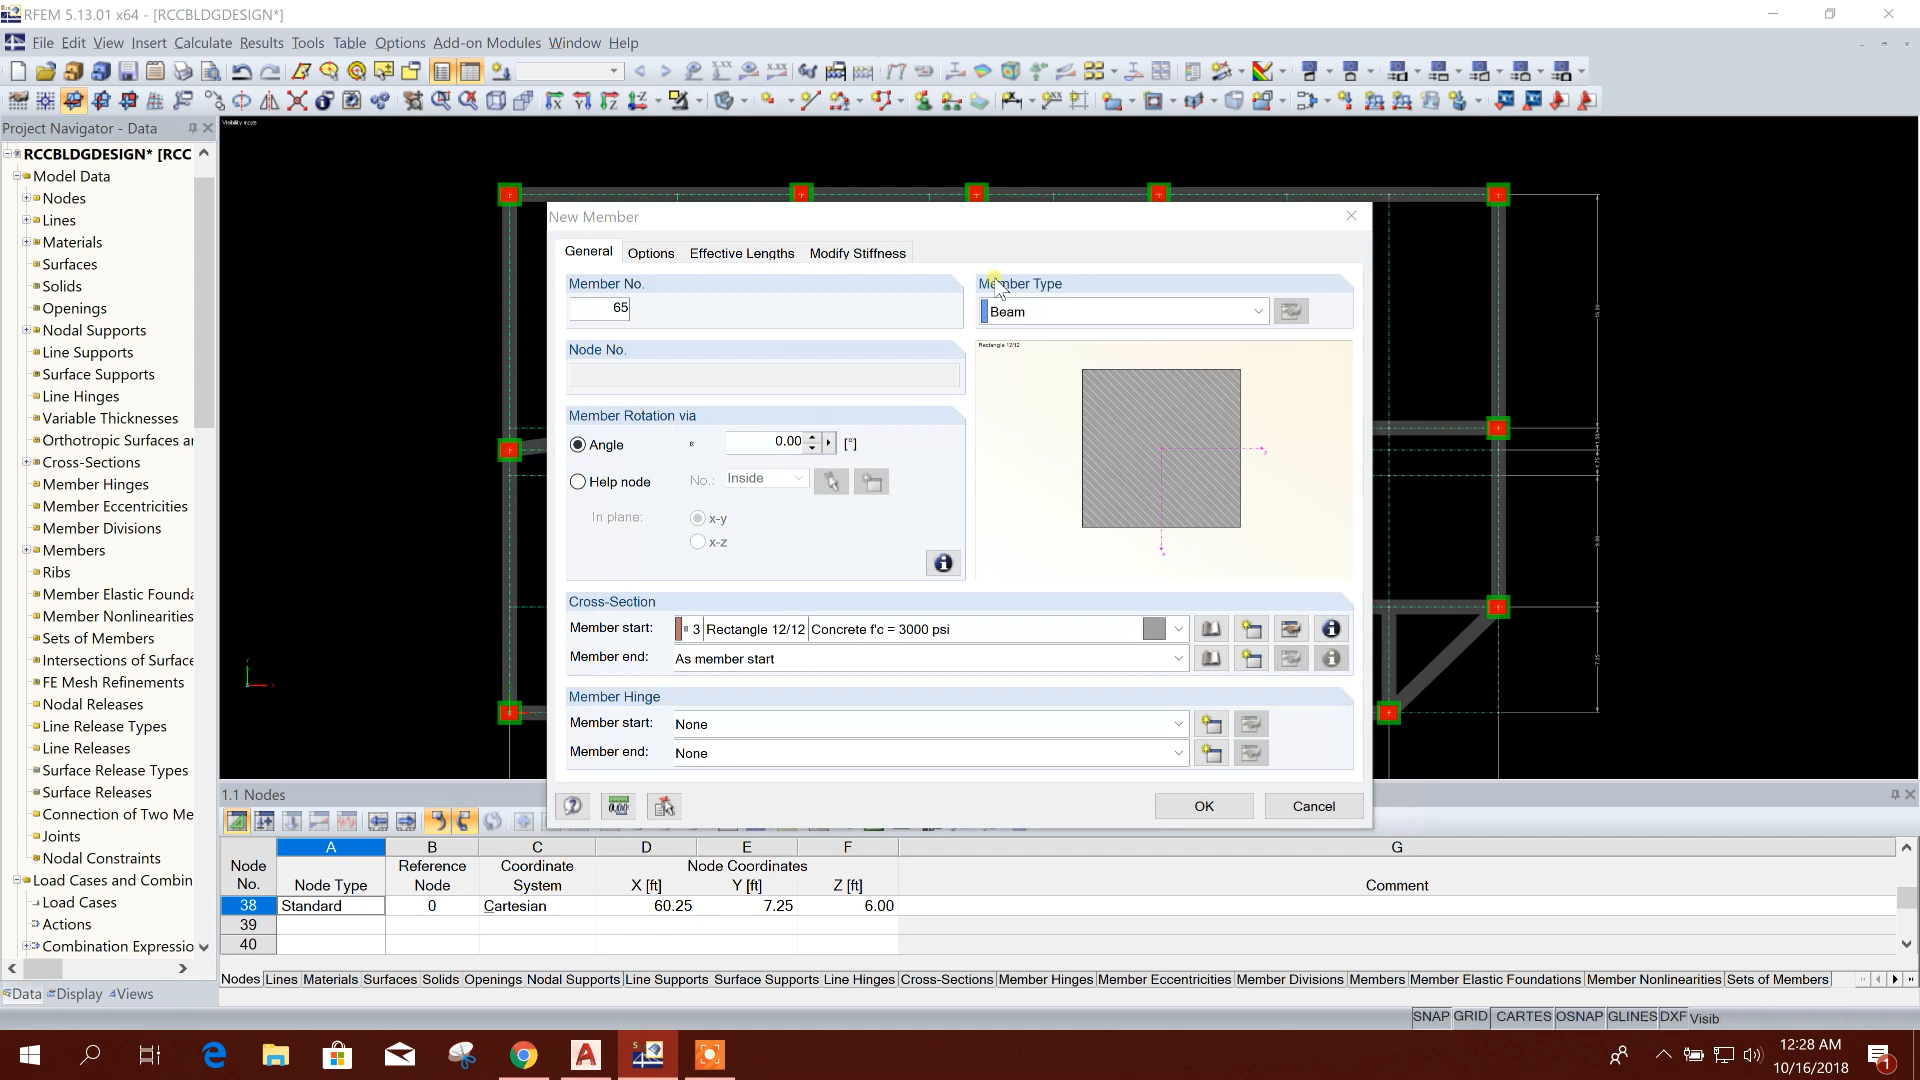 RFEM 5.13.01 x64 - [RCCBLDGDESIGN*]
File Edit View Insert Calculate Results Tools Table Options Add-on Modules Window Help
Project Navigator - Data
RCCBLDGDESIGN* [RCC
Model Data
Nodes
Lines
Materials
Surfaces
Solids
Openings
Nodal Supports
Line Supports
Surface Supports
Line Hinges
Variable Thicknesses
Orthotropic Surfaces ar
Cross-Sections
Member Hinges
Member Eccentricities
Member Divisions
Members
Ribs
Member Elastic Founda
Member Nonlinearities
Sets of Members
Intersections of Surface
FE Mesh Refinements
Nodal Releases
Line Release Types
Line Releases
Surface Release Types
Surface Releases
Connection of Two Me
Joints
Nodal Constraints
Load Cases and Combin
Load Cases
Actions
Combination Expressio
Data Display Views
Visibility mode
New Member
General Options Effective Lengths Modify Stiffness
Member No.
65
Node No.
Member Rotation via
Angle 0.00 [°]
Help node No.: Inside
In plane: x-y
x-z
Member Type
Beam
Rectangle 12/12
Cross-Section
Member start: 3 Rectangle 12/12 Concrete f'c = 3000 psi
Member end: As member start
Member Hinge
Member start: None
Member end: None
OK Cancel
1.1 Nodes
A B C D E F G
Node Reference Coordinate Node Coordinates
No. Node Type Node System X [ft] Y [ft] Z [ft] Comment
38 Standard 0 Cartesian 60.25 7.25 6.00
39
40
Nodes Lines Materials Surfaces Solids Openings Nodal Supports Line Supports Surface Supports Line Hinges Cross-Sections Member Hinges Member Eccentricities Member Divisions Members Member Elastic Foundations Member Nonlinearities Sets of Members
SNAP GRID CARTES OSNAP GLINES DXF Visib
12:28 AM
10/16/2018
1